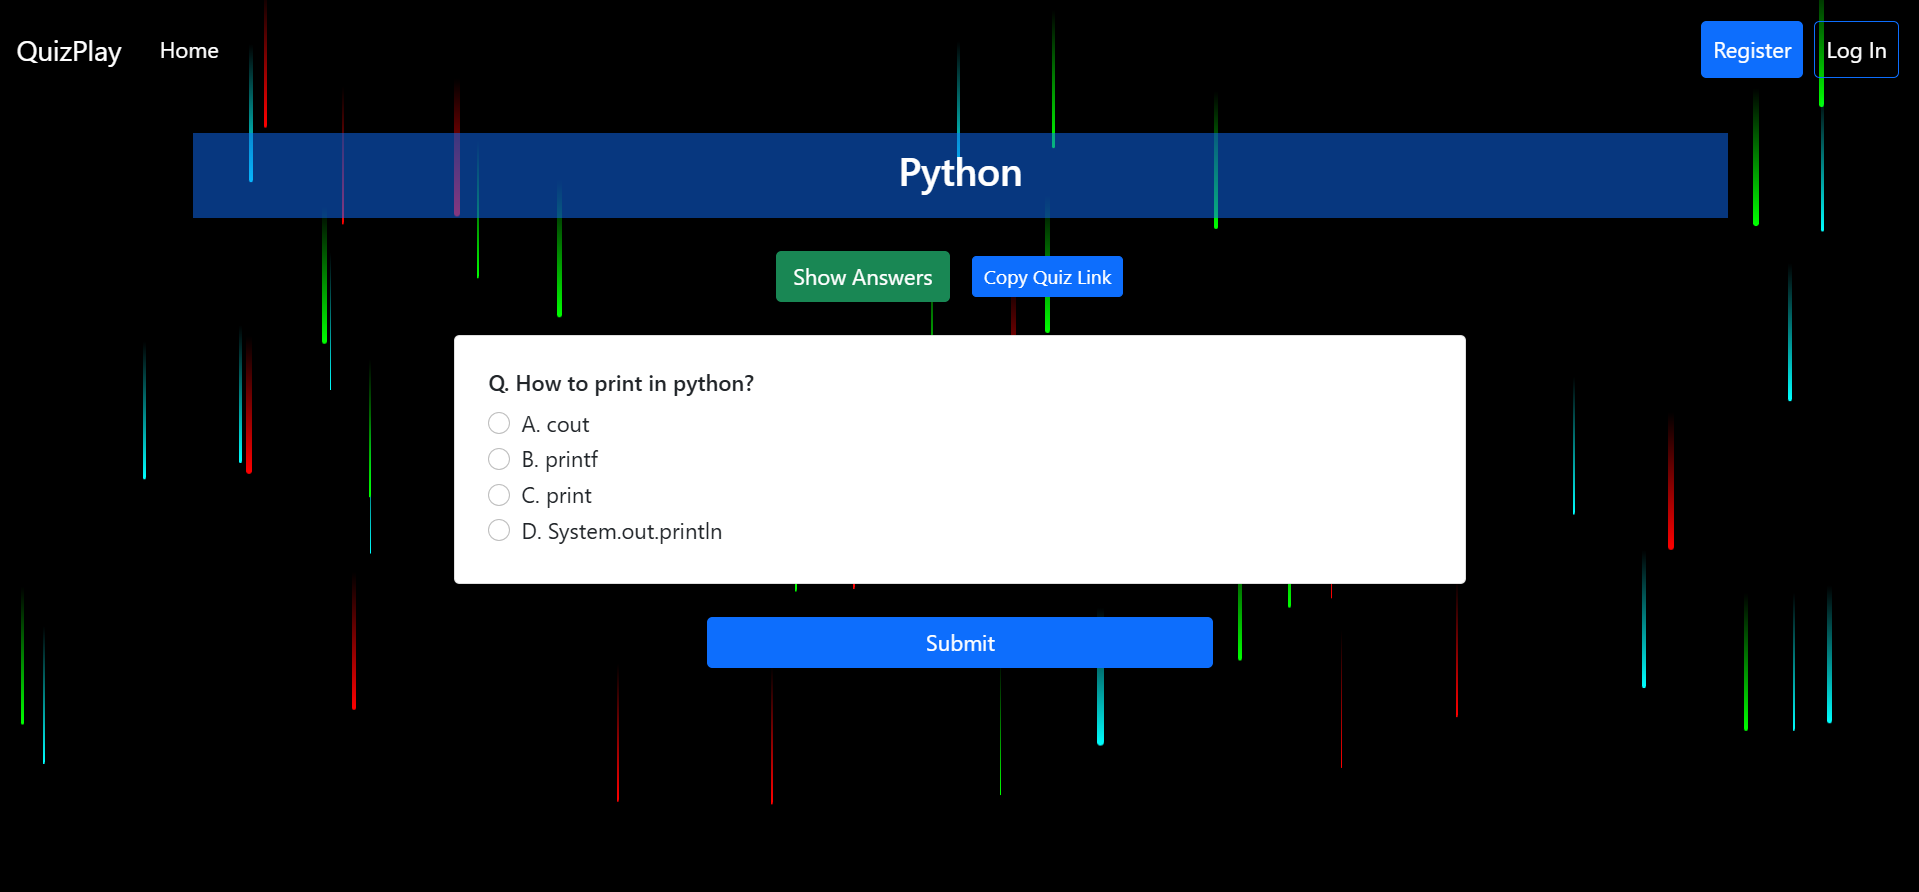 QuizPlay Home Register Log In
Python
Show Answers Copy Quiz Link
Q. How to print in python?
A. cout
B. printf
C. print
D. System.out.println
Submit